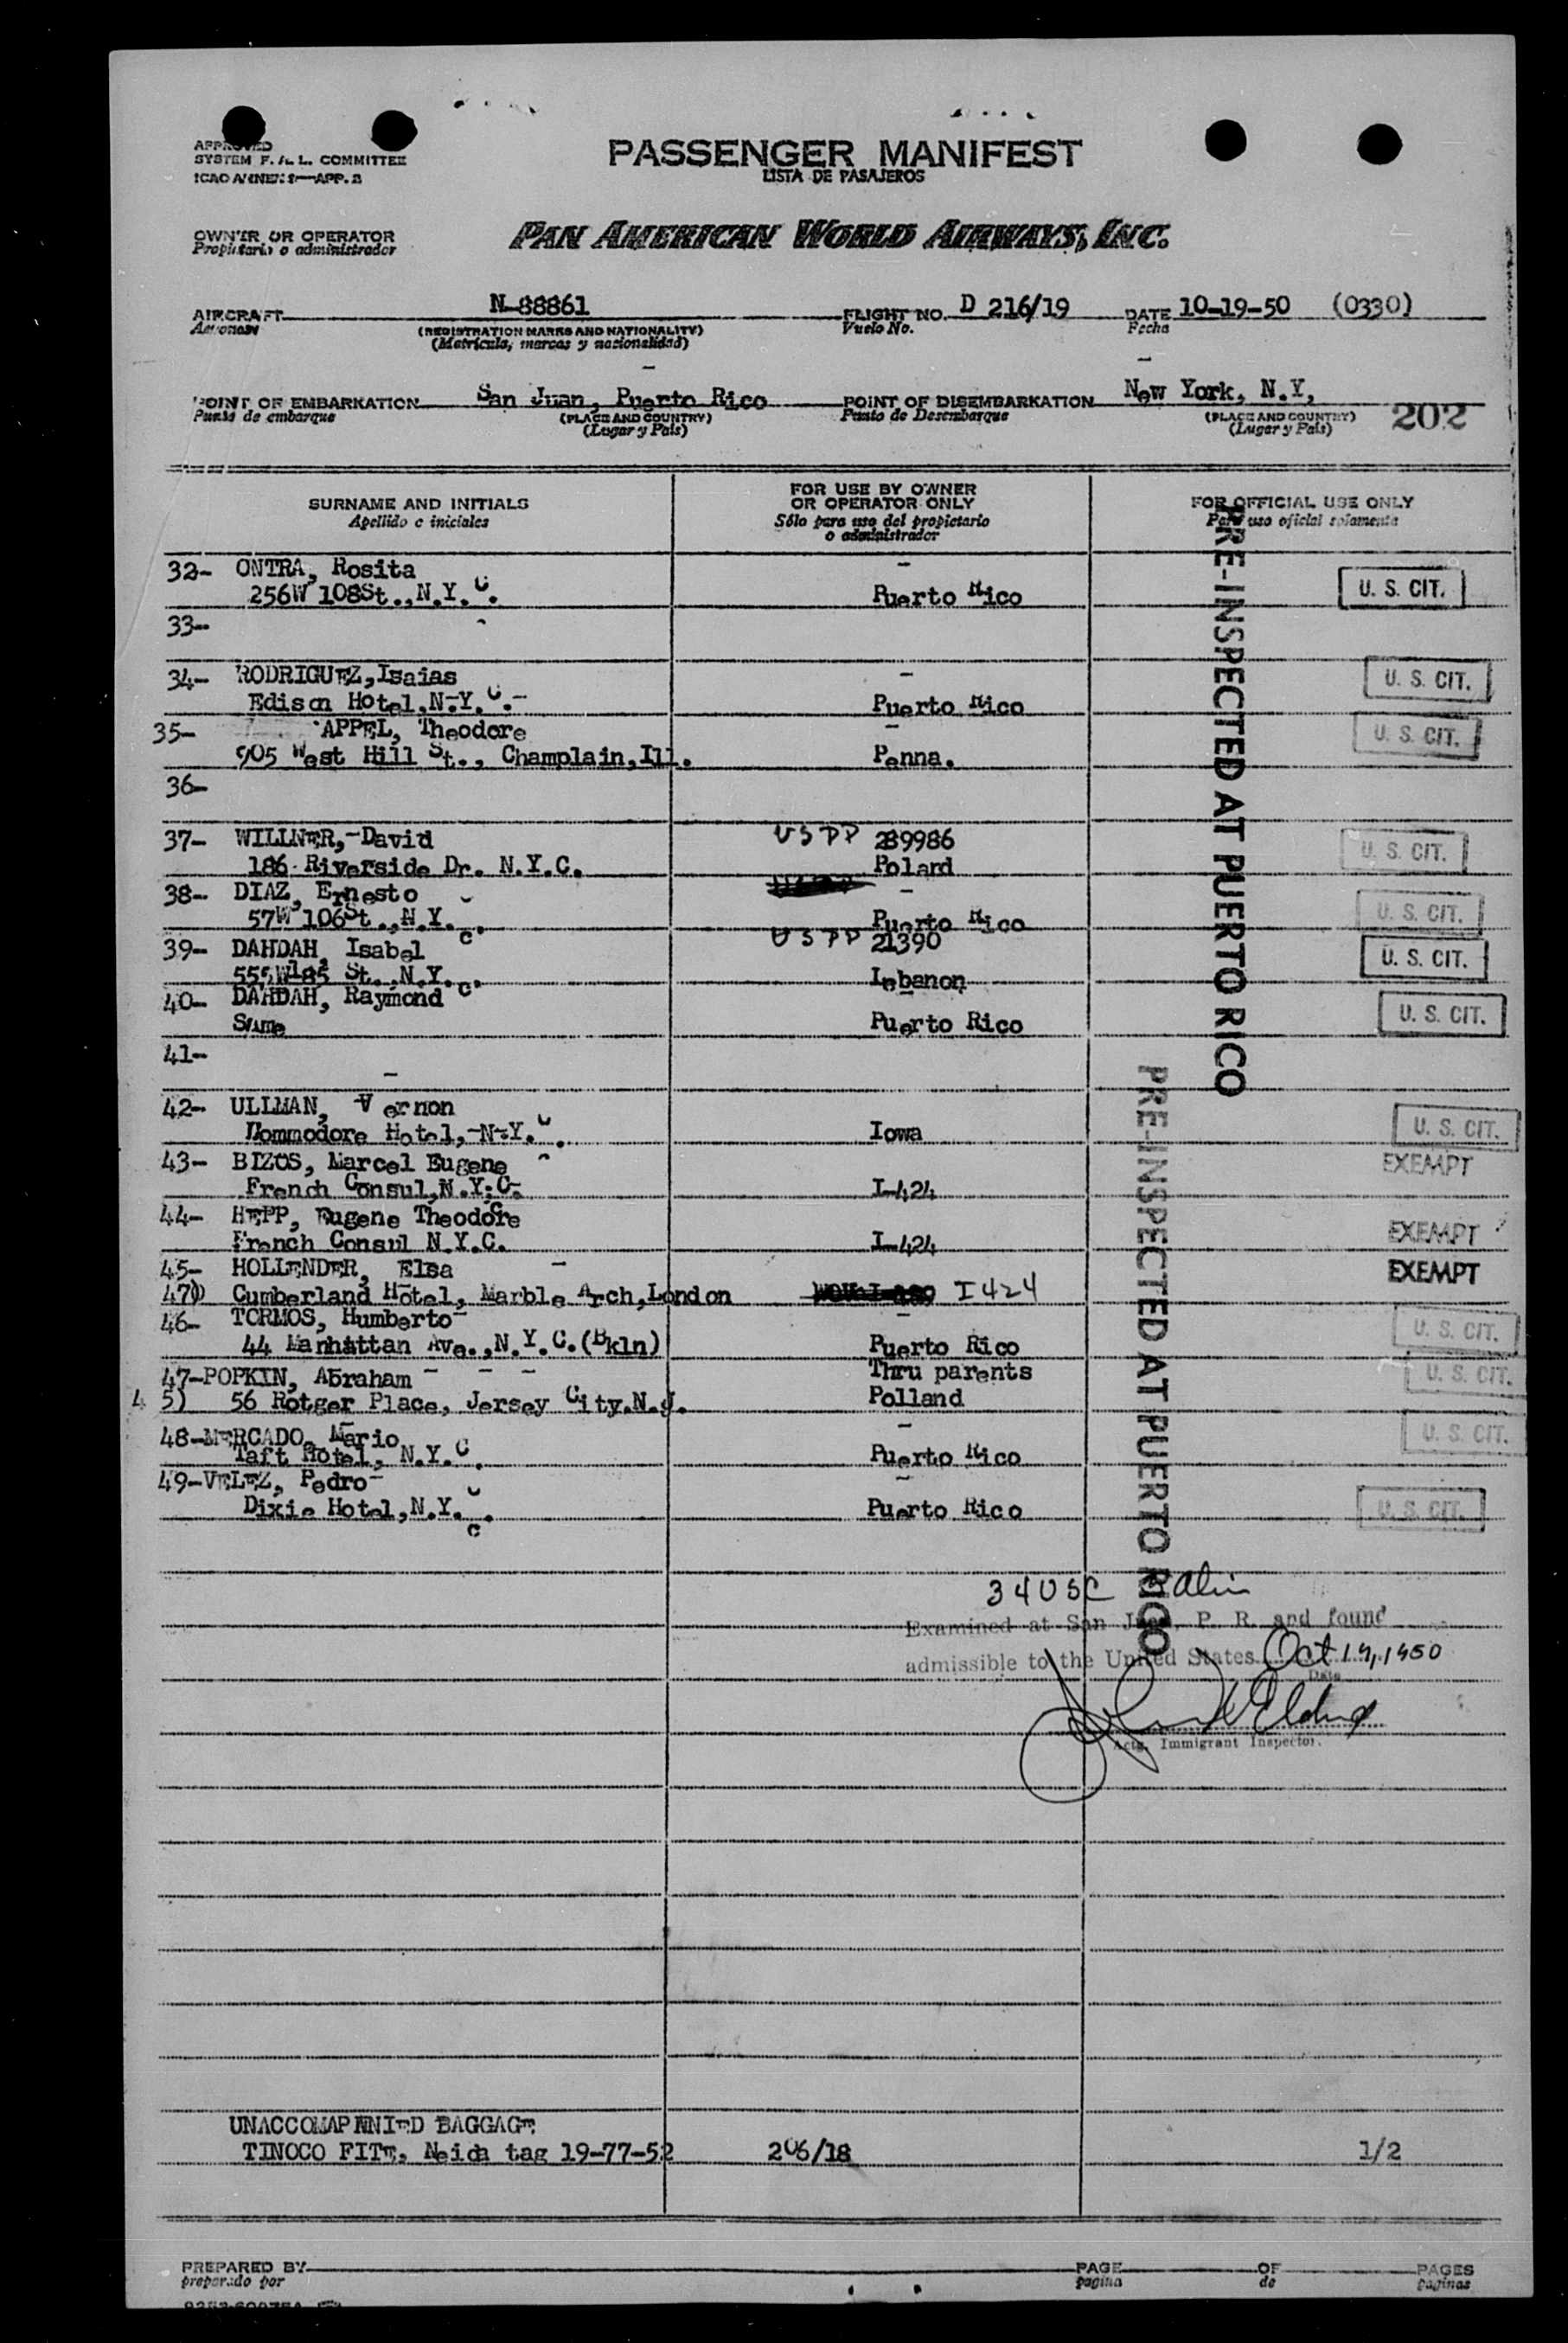 APPROVED
SYSTEM F. A. L. COMMITTEE
ICAO ANNEX 9—APP. B
PASSENGER MANIFEST
LISTA DE PASAJEROS
OWNER OR OPERATOR
Propietario o administrador
PAN AMERICAN WORLD AIRWAYS, INC.
AIRCRAFT N-88861 FLIGHT NO. D 216/19 DATE 10-19-50 (0330)
Aeronave (REGISTRATION MARKS AND NATIONALITY) Vuelo No. Fecha
(Matrícula, marcas y nacionalidad)
POINT OF EMBARKATION San Juan, Puerto Rico POINT OF DISEMBARKATION New York, N.Y,
Punto de embarque (PLACE AND COUNTRY) Punto de Desembarque (PLACE AND COUNTRY) 202
(Lugar y País) (Lugar y País)
SURNAME AND INITIALS FOR USE BY OWNER OR OPERATOR ONLY FOR OFFICIAL USE ONLY
Apellido e iniciales Sólo para uso del propietario o administrador Para uso oficial solamente
PRE-INSPECTED AT PUERTO RICO
PRE-INSPECTED AT PUERTO RICO
32- ONTRA, Rosita -
256W 108St.,N.Y.C. Puerto Rico U. S. CIT.
33-
34- RODRIGUEZ,Isaias - U. S. CIT.
Edison Hotel,N.Y.C.- Puerto Rico
35- APPEL, Theodore - U. S. CIT.
905 West Hill St., Champlain,Ill. Penna.
36-
37- WILLNER,-David USPP 239986
186 Riverside Dr. N.Y.C. Poland U. S. CIT.
38- DIAZ, Ernesto -
57W 106St.,N.Y.C. Puerto Rico U. S. CIT.
39- DAHDAH, Isabel USPP 21390
555W185 St.,N.Y.C. Lebanon U. S. CIT.
40- DAHDAH, Raymond -
Same Puerto Rico U. S. CIT.
41-
42- ULLMAN, Vernon
Commodore Hotel,-N.Y.C. Iowa U. S. CIT.
43- BIZOS, Marcel Eugene EXEMPT
French Consul,N.Y.C. I-424
44- HEPP, Eugene Theodore
French Consul N.Y.C. I-424 EXEMPT
45- HOLLENDER, Elsa EXEMPT
47) Cumberland Hotel, Marble Arch,London I424
46- TORMOS, Humberto -
44 Manhattan Ave.,N.Y.C.(Bkln) Puerto Rico U. S. CIT.
47-POPKIN, Abraham - - - Thru parents U. S. CIT.
45) 56 Rotger Place, Jersey City.N.J. Polland
48-MERCADO, Mario - U. S. CIT.
Taft Hotel, N.Y.C. Puerto Rico
49-VELEZ, Pedro -
Dixie Hotel,N.Y.C. Puerto Rico U. S. CIT.
34 USC 3 alin
Examined at San Juan, P. R. and found
admissible to the United States Oct 19, 1950
Date
Actg. Immigrant Inspector.
UNACCOMAPNNIED BAGGAGE
TINOCO FITE, Neida tag 19-77-52 206/18 1/2
PREPARED BY PAGE OF PAGES
preparado por pagina de paginas